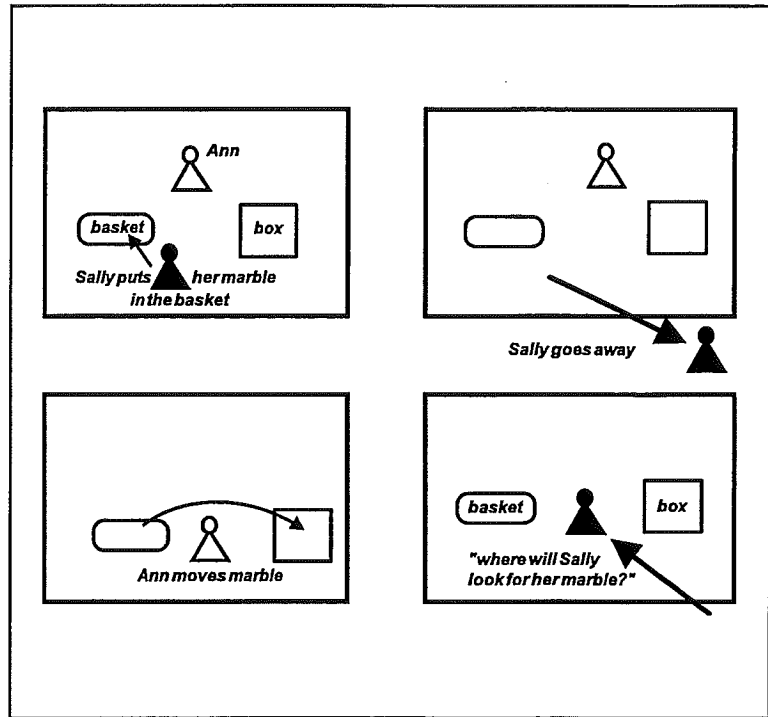 Ann
basket
box
Sally puts her marble
in the basket
Sally goes away
Ann moves marble
basket
box
"where will Sally
look for her marble?"